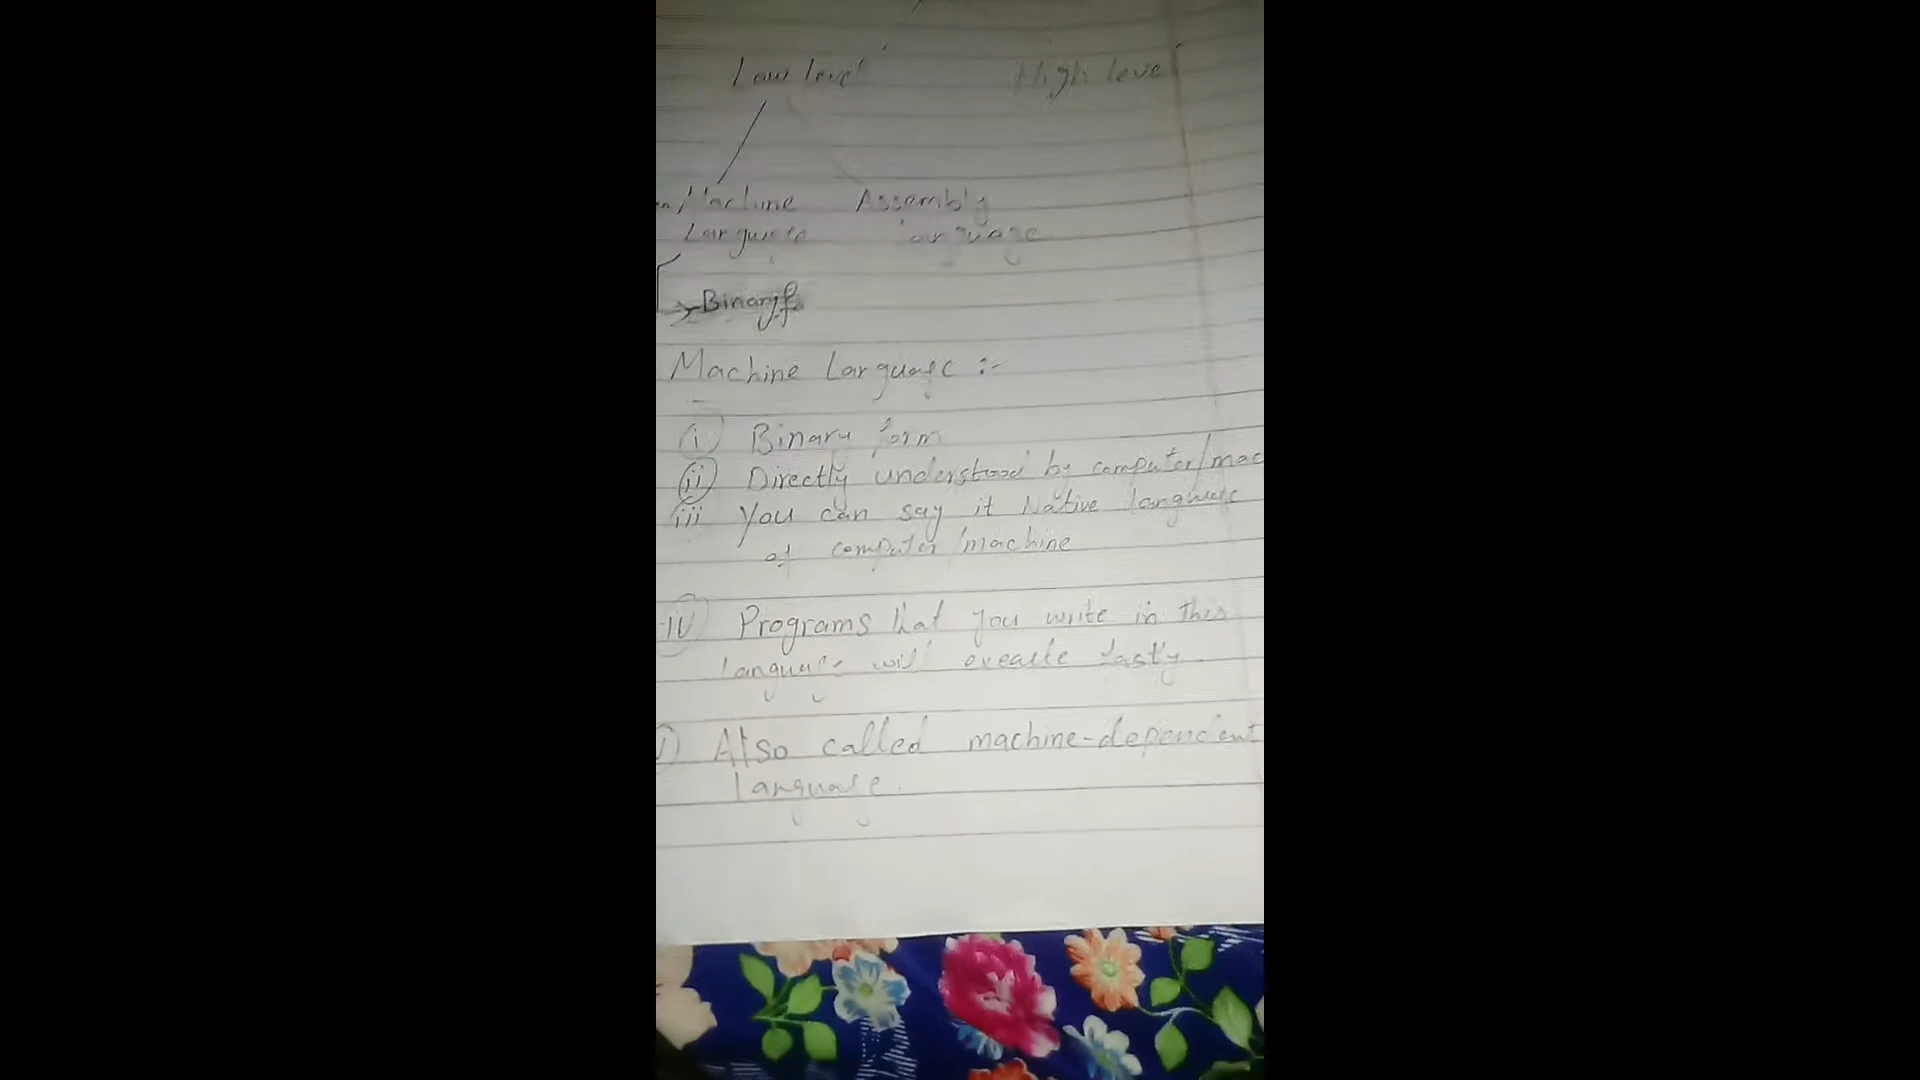 Low level High level
Machine Assembly
Language language
Binary f
Machine Language :-
(i) Binary form
(ii) Directly understood by computer/mac
iii You can say it Native language
of computer/machine
iv Programs that you write in this
language will execute fastly
Also called machine-dependent
language.